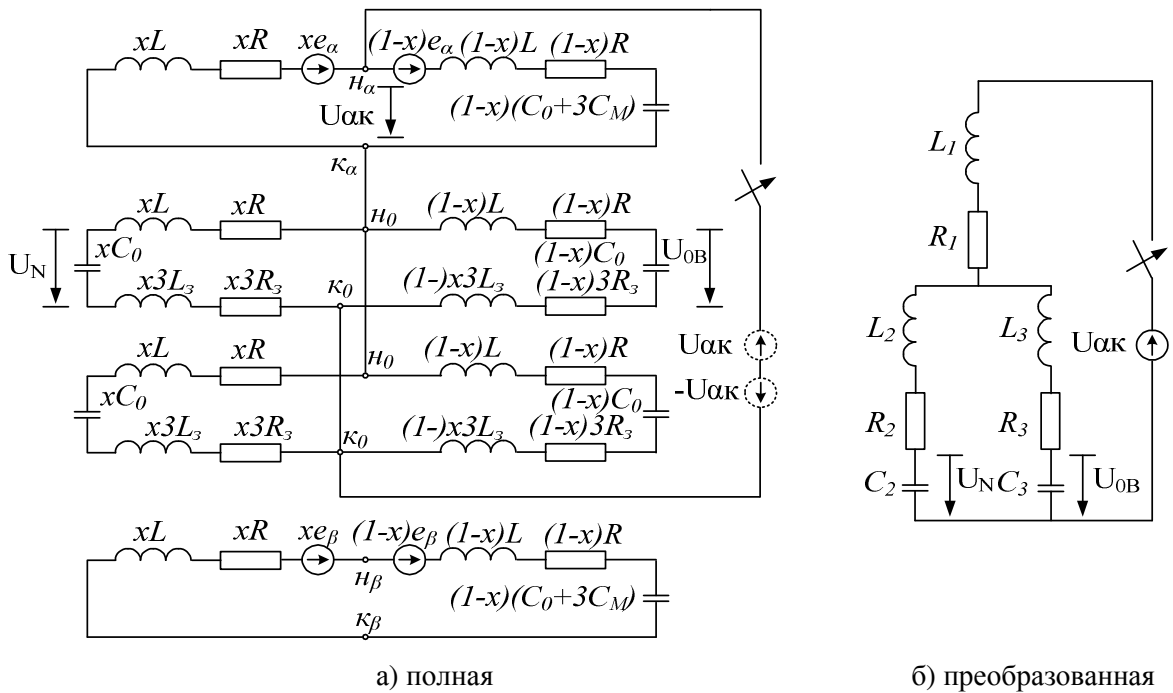 xL xR xeα (1-x)eα (1-x)L (1-x)R
нα
(1-x)(C0+3CM)
Uαк
кα
xL xR н0 (1-x)L (1-x)R
UN xC0 (1-x)C0 U0В
x3Lз x3Rз к0 (1-)x3Lз (1-x)3Rз
xL xR н0 (1-x)L (1-x)R
xC0 (1-x)C0
x3Lз x3Rз к0 (1-)x3Lз (1-x)3Rз
Uαк
-Uαк
xL xR xeβ (1-x)eβ (1-x)L (1-x)R
нβ
(1-x)(C0+3CM)
кβ
а) полная
L1
R1
L2 L3 Uαк
R2 R3
C2 UN C3 U0В
б) преобразованная